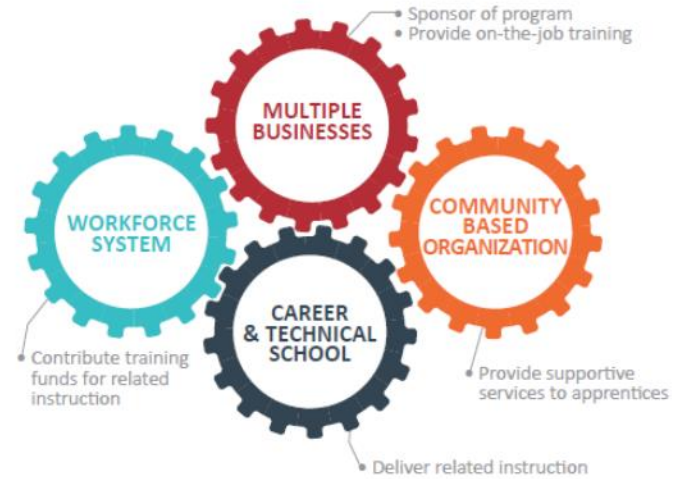 • Sponsor of program
• Provide on-the-job training
MULTIPLE
BUSINESSES
WORKFORCE
SYSTEM
COMMUNITY
BASED
ORGANIZATION
CAREER
& TECHNICAL
SCHOOL
• Contribute training
funds for related
instruction
• Provide supportive
services to apprentices
• Deliver related instruction